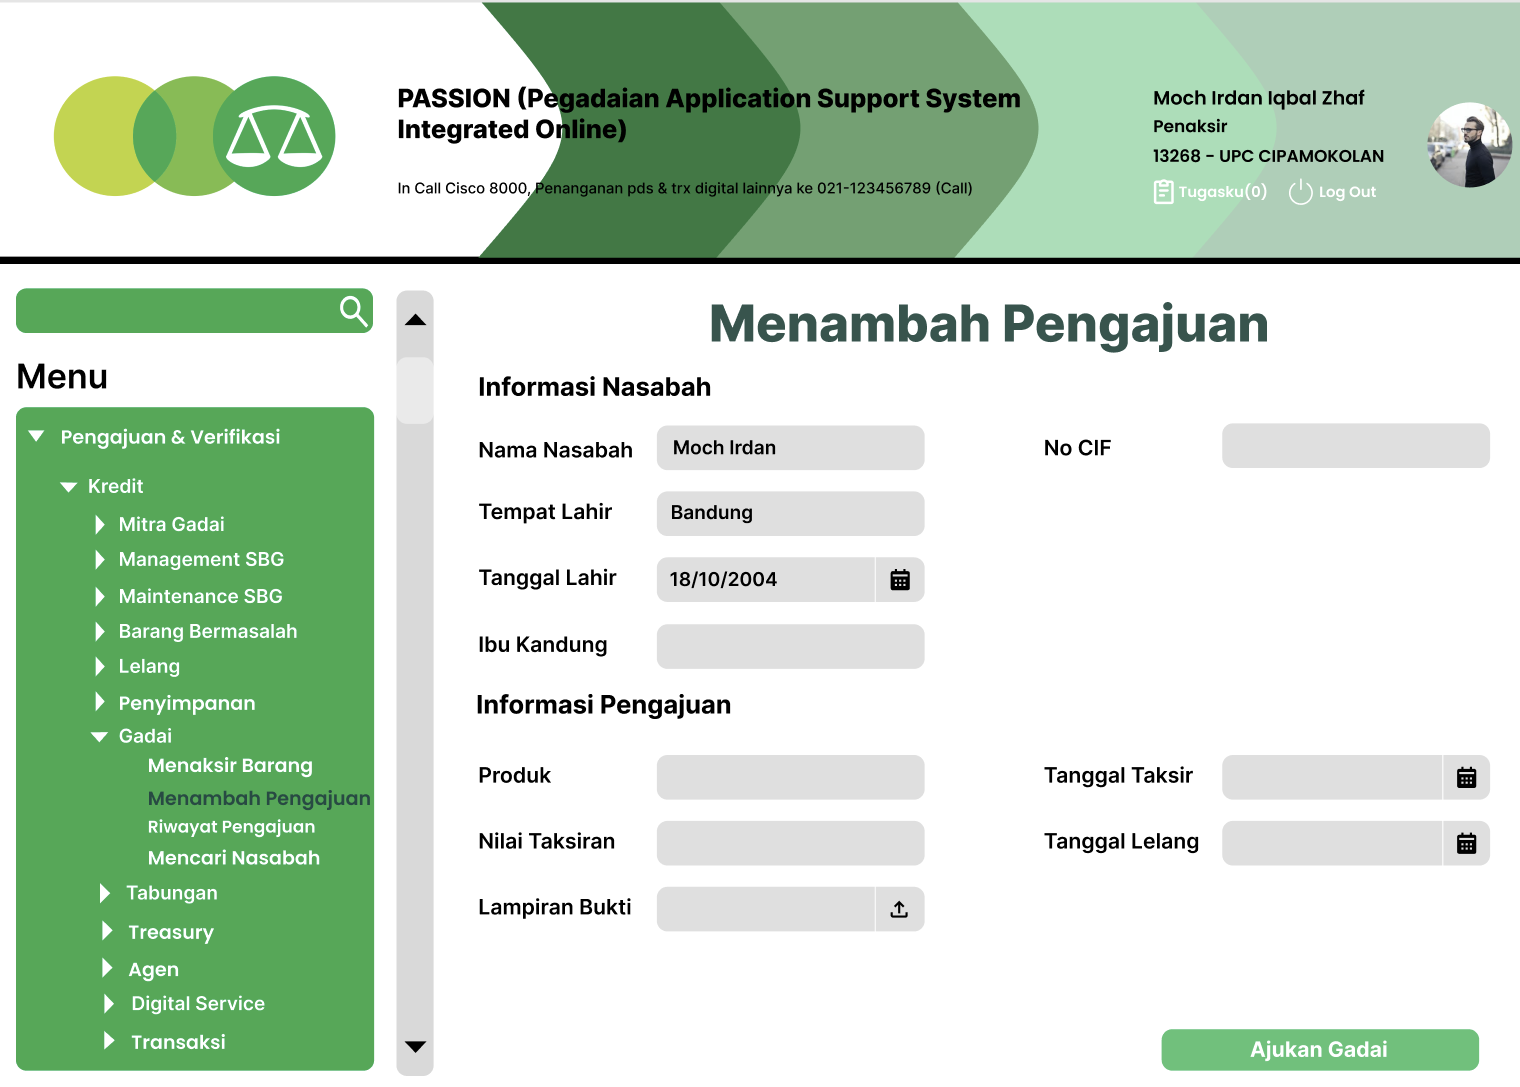 PASSION (Pegadaian Application Support System
Integrated Online)
In Call Cisco 8000, Penanganan pds & trx digital lainnya ke 021-123456789 (Call)
Moch Irdan Iqbal Zhaf
Penaksir
13268 - UPC CIPAMOKOLAN
Tugasku(0) Log Out
Menu
Pengajuan & Verifikasi
Kredit
Mitra Gadai
Management SBG
Maintenance SBG
Barang Bermasalah
Lelang
Penyimpanan
Gadai
Menaksir Barang
Menambah Pengajuan
Riwayat Pengajuan
Mencari Nasabah
Tabungan
Treasury
Agen
Digital Service
Transaksi
Menambah Pengajuan
Informasi Nasabah
Nama Nasabah Moch Irdan No CIF
Tempat Lahir Bandung
Tanggal Lahir 18/10/2004
Ibu Kandung
Informasi Pengajuan
Produk Tanggal Taksir
Nilai Taksiran Tanggal Lelang
Lampiran Bukti
Ajukan Gadai